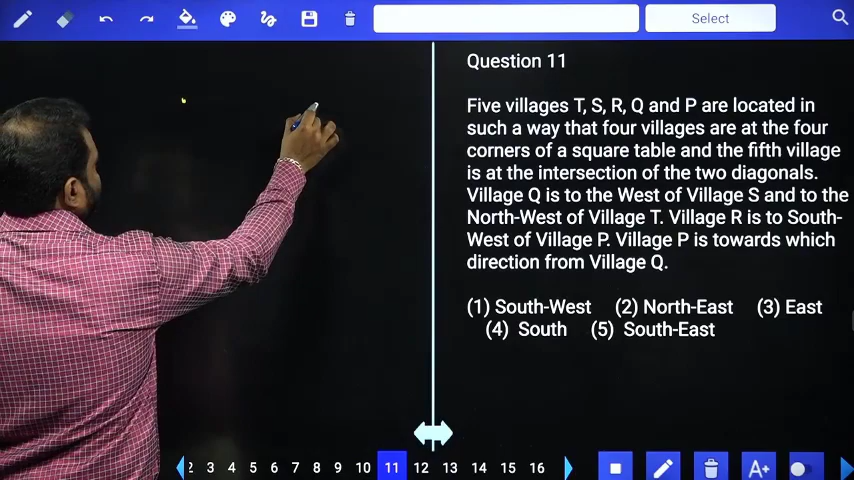 Select
Question 11
Five villages T, S, R, Q and P are located in
such a way that four villages are at the four
corners of a square table and the fifth village
is at the intersection of the two diagonals.
Village Q is to the West of Village S and to the
North-West of Village T. Village R is to South-
West of Village P. Village P is towards which
direction from Village Q.
(1) South-West (2) North-East (3) East
(4) South (5) South-East
2 3 4 5 6 7 8 9 10 11 12 13 14 15 16
A+